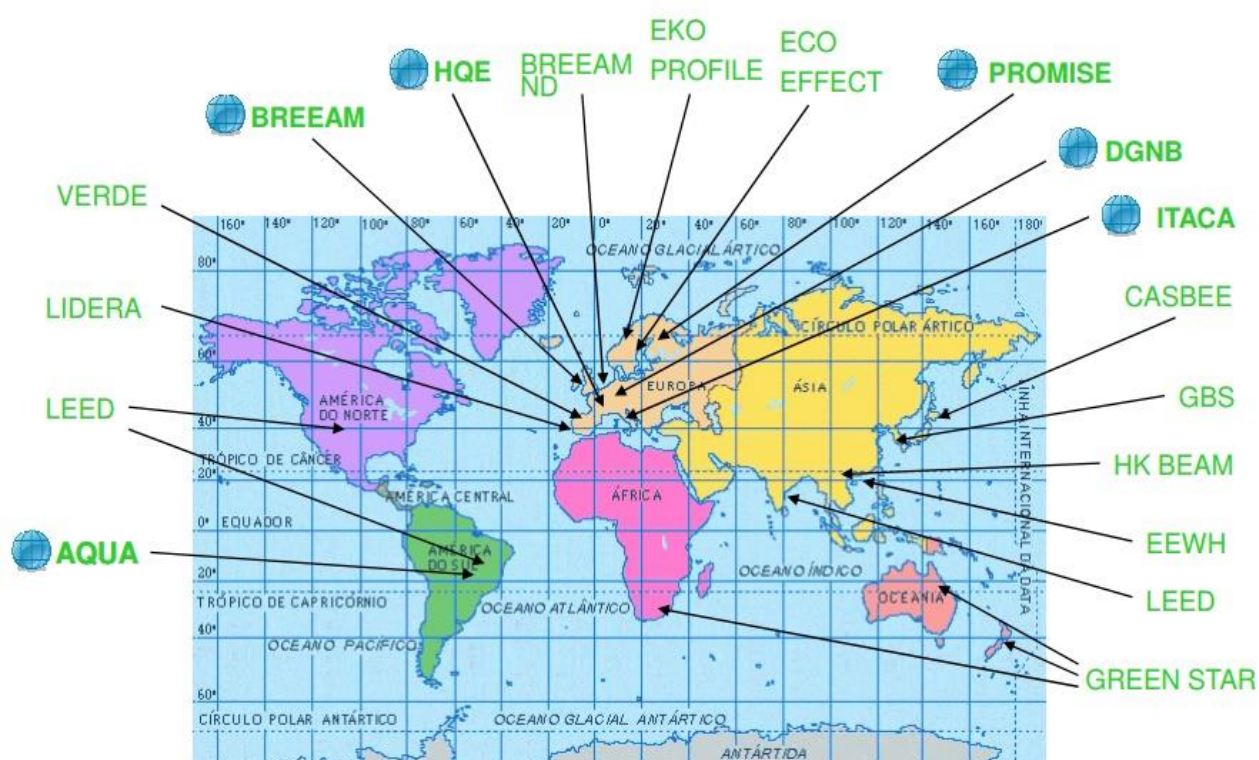 EKO
PROFILE
ECO
EFFECT
HQE
BREEAM
ND
PROMISE
BREEAM
DGNB
VERDE
ITACA
160° 140° 120° 100° 80° 60° 40° 20° 0° 20° 40° 60° 80° 100° 120° 140° 160° 180°
OCEANO GLACIAL ÁRTICO
80°
CASBEE
LIDERA
CÍRCULO POLAR ÁRTICO
60°
EUROPA
ÁSIA
AMÉRICA
DO NORTE
GBS
LEED
40°
LINHA INTERNACIONAL DA DATA
TRÓPICO DE CÂNCER
HK BEAM
20°
AMÉRICA CENTRAL
ÁFRICA
0° EQUADOR
EEWH
AQUA
AMÉRICA
DO SUL
OCEANO ÍNDICO
20°
TRÓPICO DE CAPRICÓRNIO
OCEANO ATLÂNTICO
OCEANIA
LEED
40°
OCEANO PACÍFICO
GREEN STAR
60°
CÍRCULO POLAR ANTÁRTICO
OCEANO GLACIAL ANTÁRTICO
ANTÁRTIDA